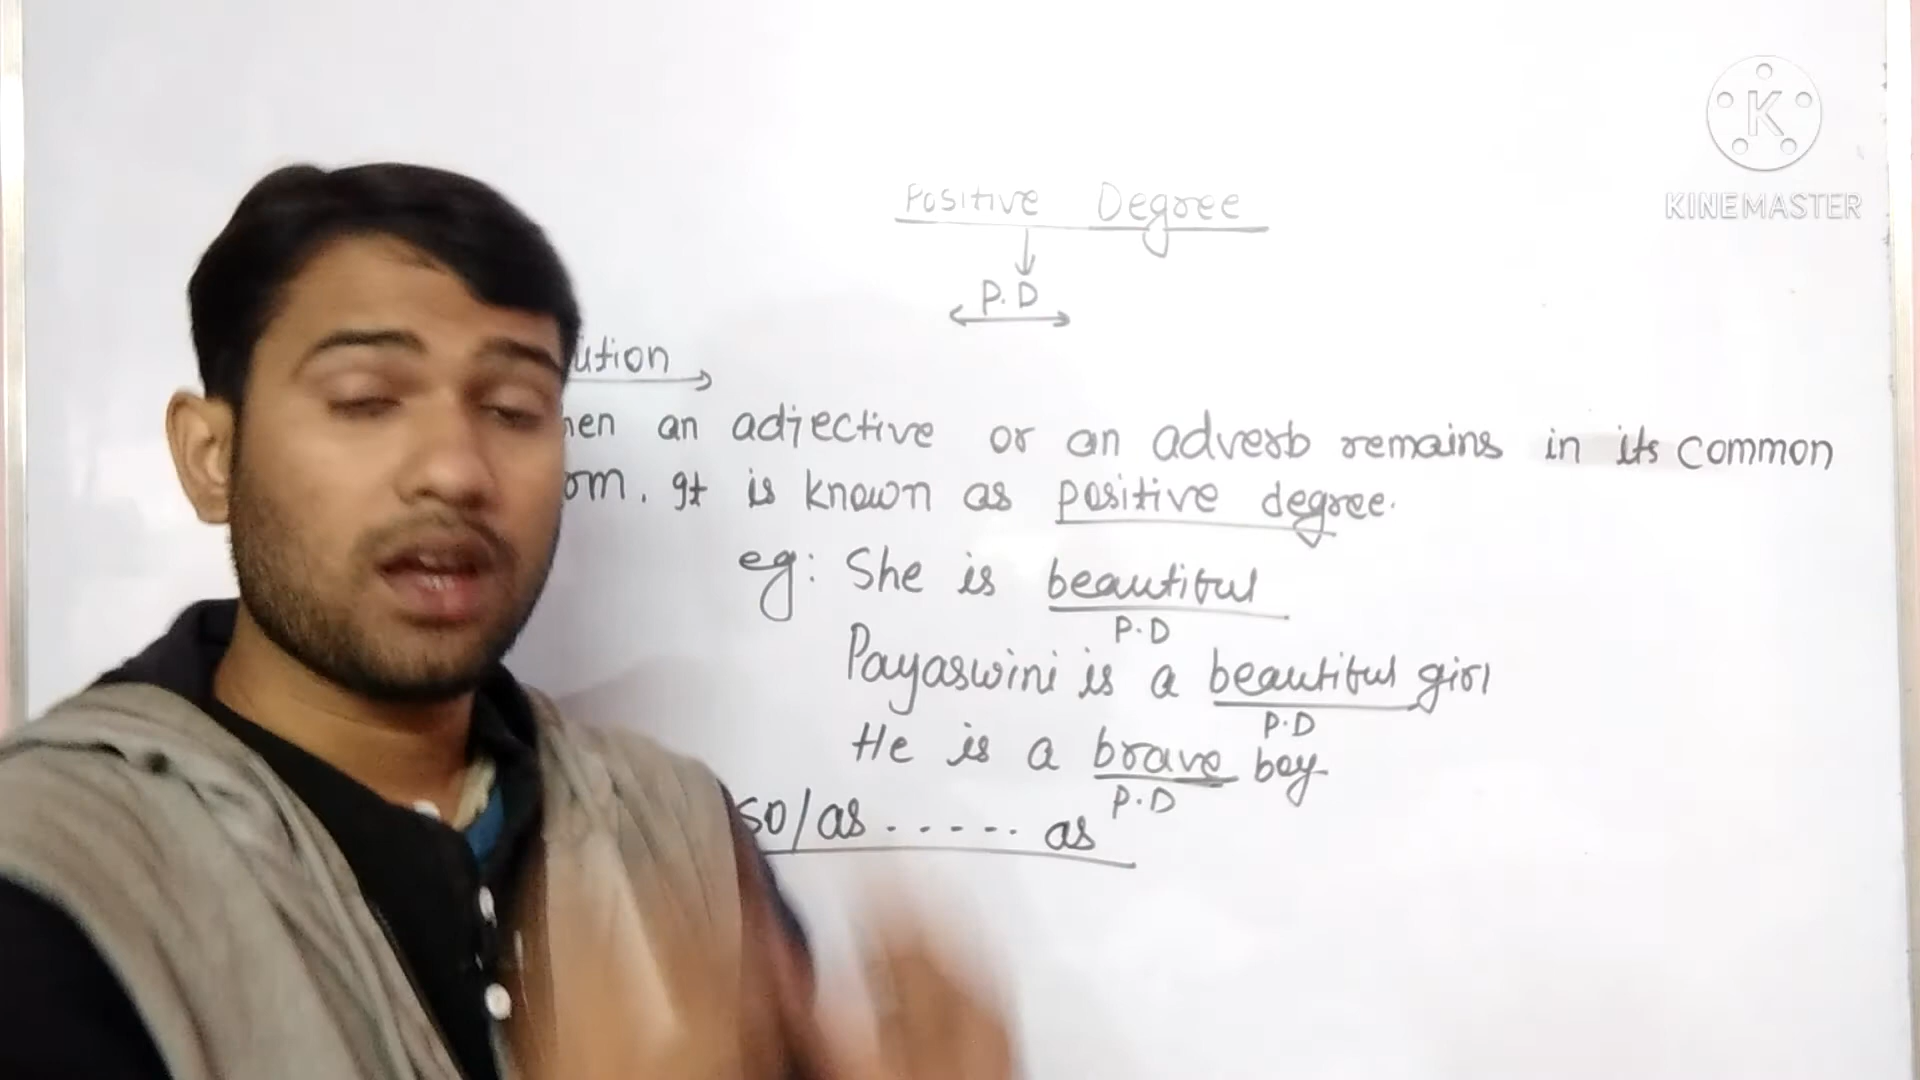 Positive Degree
P.D
ution
hen an adjective or an adverb remains in its common
om. It is known as positive degree.
eg: She is beautiful
P.D
Payaswini is a beautiful girl
P.D
He is a brave boy
P.D
so/as ..... as
K
KINEMASTER